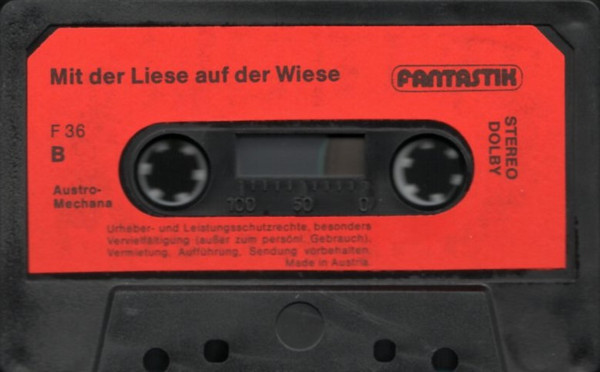 Mit der Liese auf der Wiese
FANTASTIK
F 36
B
STEREO
DOLBY
Austro-
Mechana
100 50 0
Urheber- und Leistungsschutzrechte, besonders
Vervielfältigung (außer zum persönl. Gebrauch),
Vermietung, Aufführung, Sendung vorbehalten.
Made in Austria.